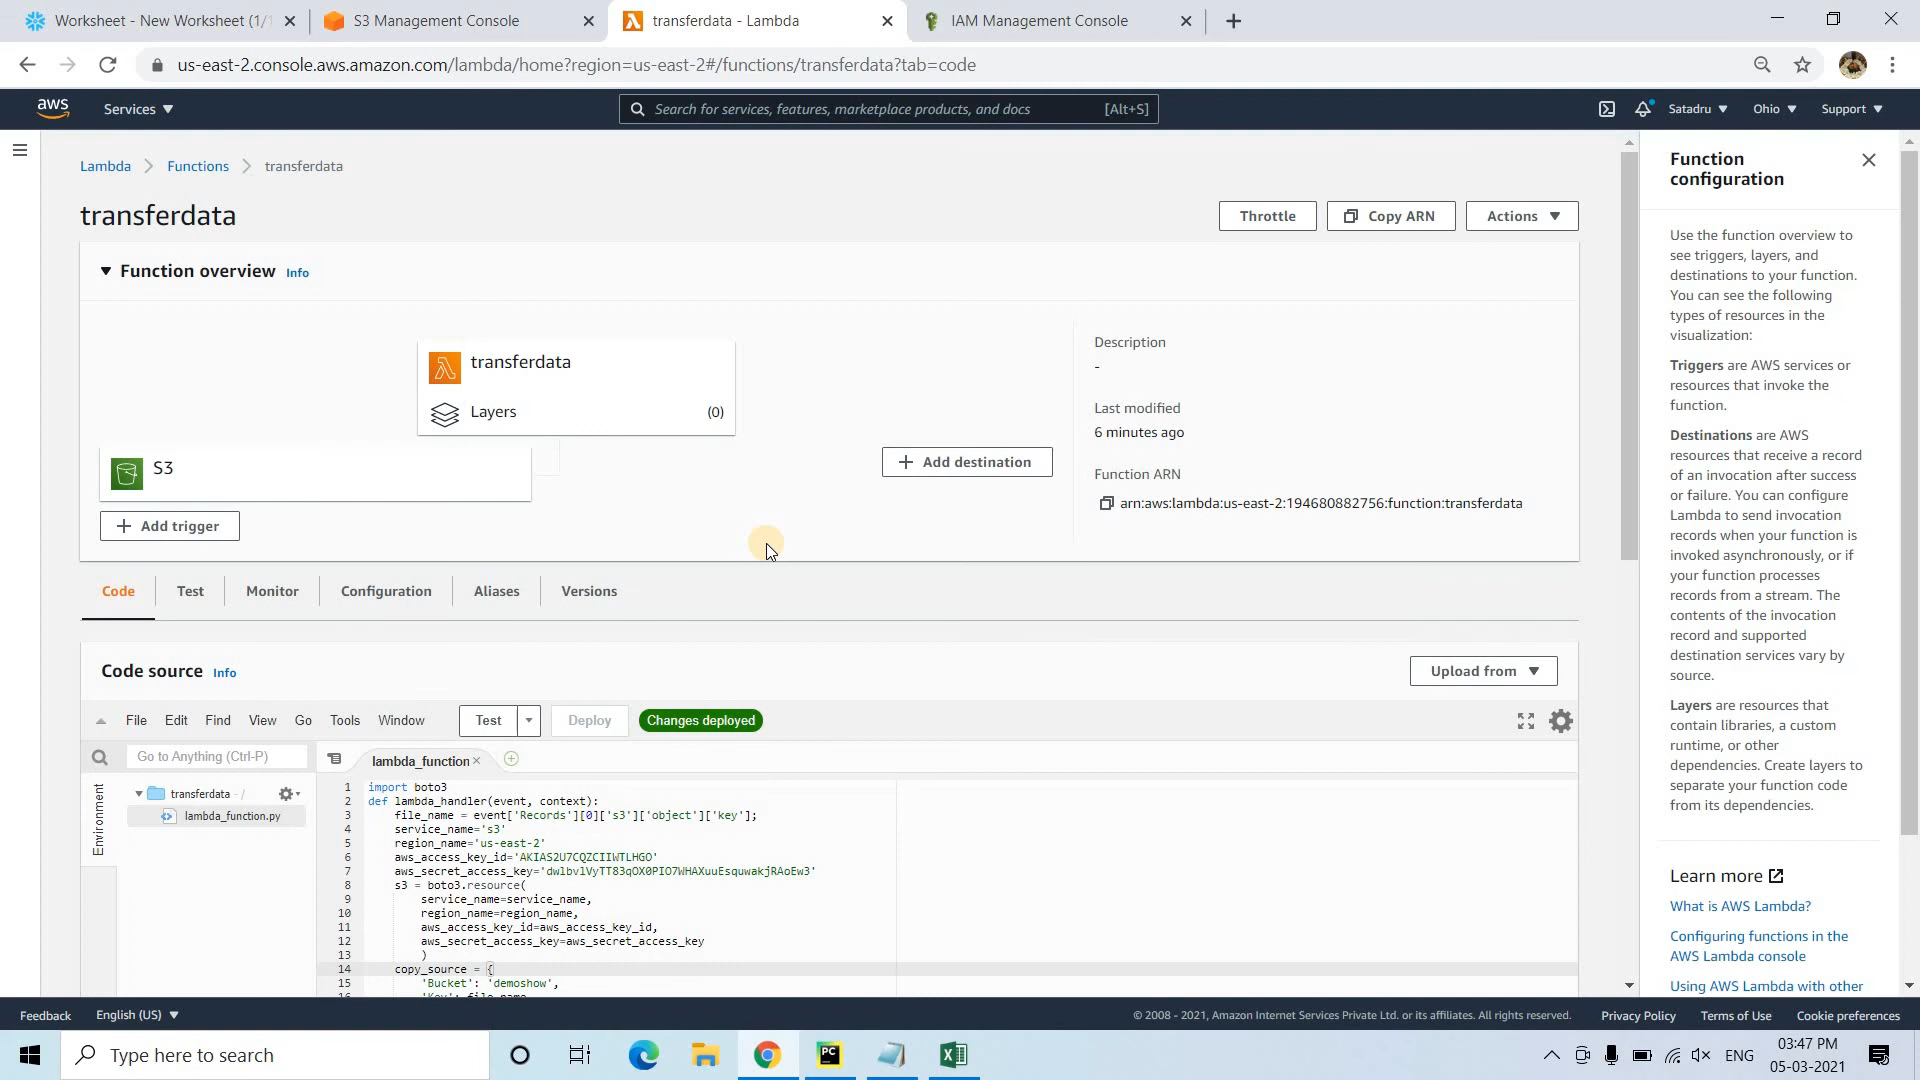 Worksheet - New Worksheet (1/1
S3 Management Console
transferdata - Lambda
IAM Management Console
us-east-2.console.aws.amazon.com/lambda/home?region=us-east-2#/functions/transferdata?tab=code
aws
Services
Search for services, features, marketplace products, and docs
[Alt+S]
Satadru
Ohio
Support
Lambda
Functions
transferdata
transferdata
Throttle
Copy ARN
Actions
Function overview
Info
transferdata
Layers
(0)
S3
Add trigger
Add destination
Description
-
Last modified
6 minutes ago
Function ARN
arn:aws:lambda:us-east-2:194680882756:function:transferdata
Code
Test
Monitor
Configuration
Aliases
Versions
Code source
Info
Upload from
File
Edit
Find
View
Go
Tools
Window
Test
Deploy
Changes deployed
Go to Anything (Ctrl-P)
Environment
transferdata - /
lambda_function.py
lambda_function
1 import boto3
2 def lambda_handler(event, context):
3 file_name = event['Records'][0]['s3']['object']['key'];
4 service_name='s3'
5 region_name='us-east-2'
6 aws_access_key_id='AKIAS2U7CQZCIIWTLHGO'
7 aws_secret_access_key='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'
8 s3 = boto3.resource(
9 service_name=service_name,
10 region_name=region_name,
11 aws_access_key_id=aws_access_key_id,
12 aws_secret_access_key=aws_secret_access_key
13 )
14 copy_source = {
15 'Bucket': 'demoshow',
16 'Key': file_name
Function
configuration
Use the function overview to
see triggers, layers, and
destinations to your function.
You can see the following
types of resources in the
visualization:
Triggers are AWS services or
resources that invoke the
function.
Destinations are AWS
resources that receive a record
of an invocation after success
or failure. You can configure
Lambda to send invocation
records when your function is
invoked asynchronously, or if
your function processes
records from a stream. The
contents of the invocation
record and supported
destination services vary by
source.
Layers are resources that
contain libraries, a custom
runtime, or other
dependencies. Create layers to
separate your function code
from its dependencies.
Learn more
What is AWS Lambda?
Configuring functions in the
AWS Lambda console
Using AWS Lambda with other
Feedback
English (US)
© 2008 - 2021, Amazon Internet Services Private Ltd. or its affiliates. All rights reserved.
Privacy Policy
Terms of Use
Cookie preferences
Type here to search
PC
ENG
03:47 PM
05-03-2021